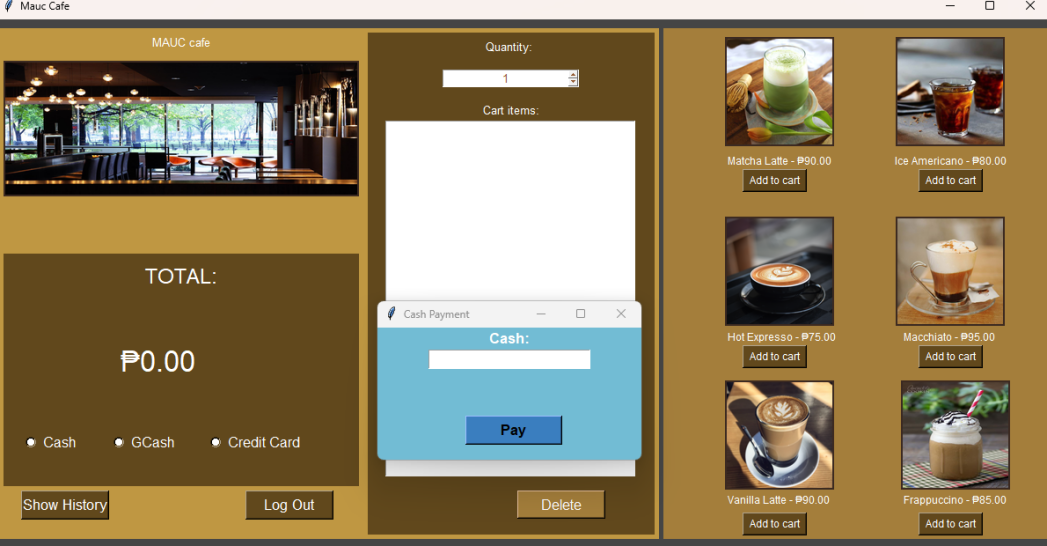 Mauc Cafe
MAUC cafe
TOTAL:
₱0.00
Cash
GCash
Credit Card
Show History
Log Out
Quantity:
1
Cart items:
Cash Payment
Cash:
Pay
Delete
Matcha Latte - ₱90.00
Add to cart
Ice Americano - ₱80.00
Add to cart
Hot Expresso - ₱75.00
Add to cart
Macchiato - ₱95.00
Add to cart
Vanilla Latte - ₱90.00
Add to cart
Frappuccino - ₱85.00
Add to cart